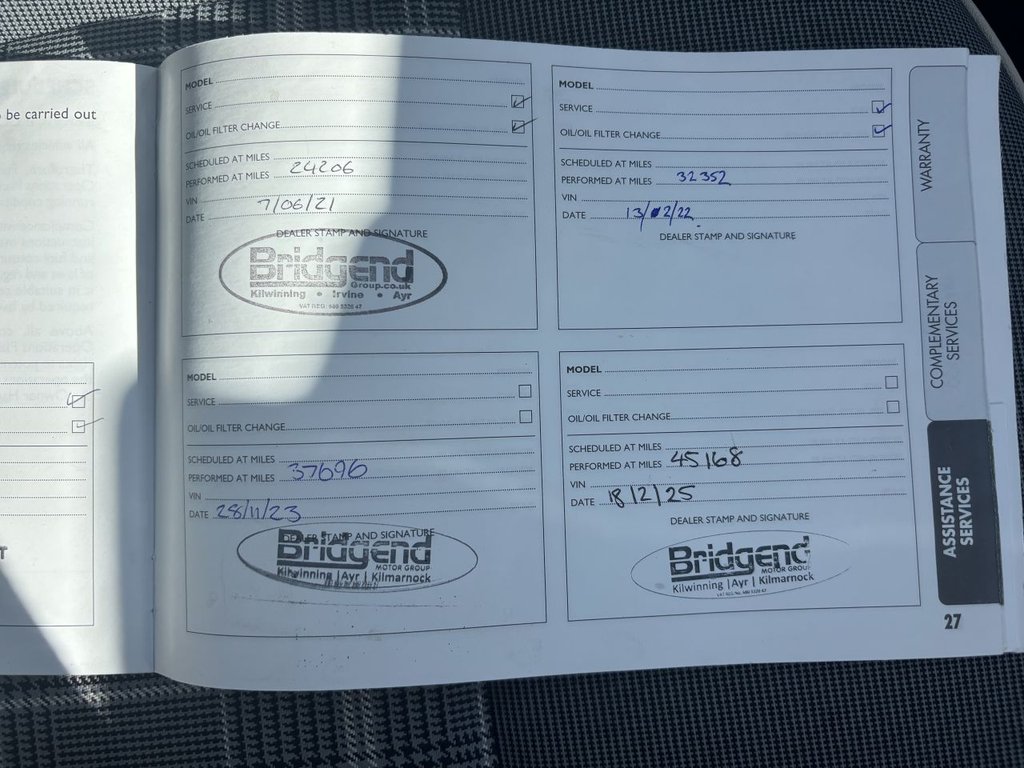 be carried out
MODEL
SERVICE
OIL/OIL FILTER CHANGE
SCHEDULED AT MILES
PERFORMED AT MILES 24206
VIN
DATE 7/06/21
DEALER STAMP AND SIGNATURE
Bridgend
Group.co.uk
Kilwinning • Irvine • Ayr
MODEL
SERVICE
OIL/OIL FILTER CHANGE
SCHEDULED AT MILES
PERFORMED AT MILES 32352
VIN
DATE 13/02/22
DEALER STAMP AND SIGNATURE
MODEL
SERVICE
OIL/OIL FILTER CHANGE
SCHEDULED AT MILES
PERFORMED AT MILES 37696
VIN
DATE 28/11/23
DEALER STAMP AND SIGNATURE
Bridgend
MOTOR GROUP
Kilwinning | Ayr | Kilmarnock
MODEL
SERVICE
OIL/OIL FILTER CHANGE
SCHEDULED AT MILES
PERFORMED AT MILES 45168
VIN
DATE 18/2/25
DEALER STAMP AND SIGNATURE
Bridgend
MOTOR GROUP
Kilwinning | Ayr | Kilmarnock
WARRANTY
COMPLEMENTARY
SERVICES
ASSISTANCE
SERVICES
27